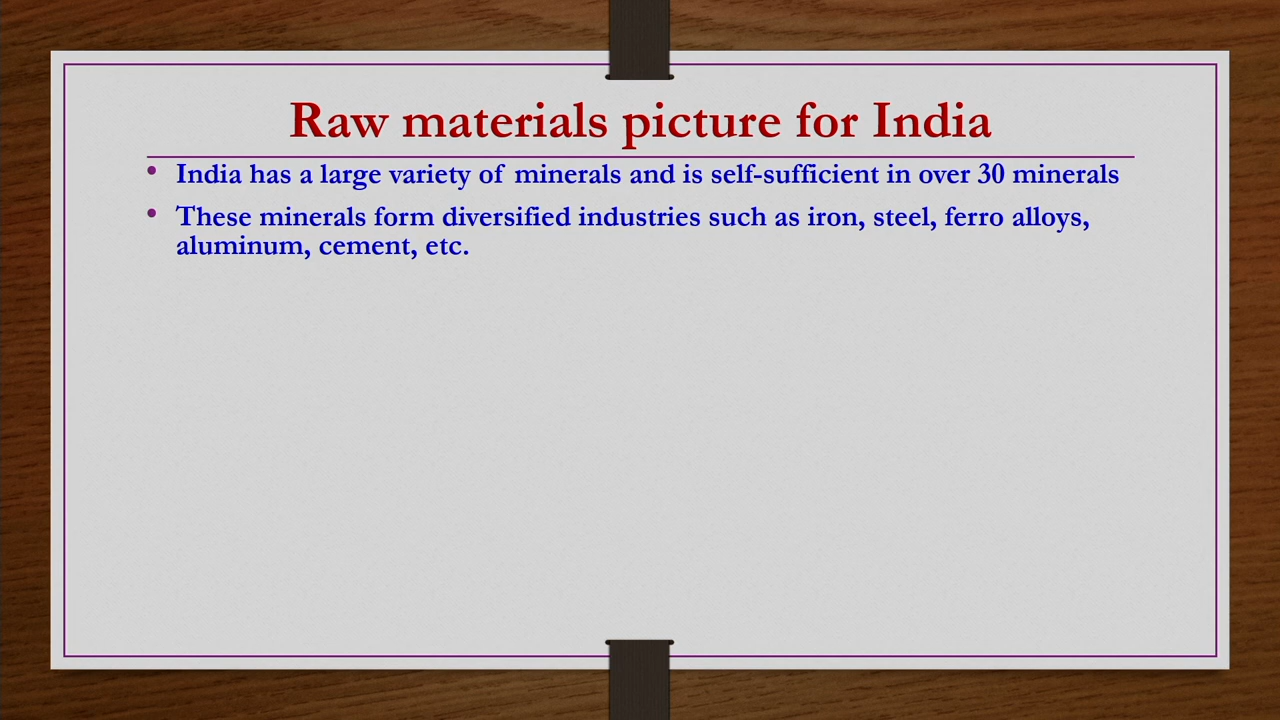 Raw materials picture for India
• India has a large variety of minerals and is self-sufficient in over 30 minerals
• These minerals form diversified industries such as iron, steel, ferro alloys,
aluminum, cement, etc.